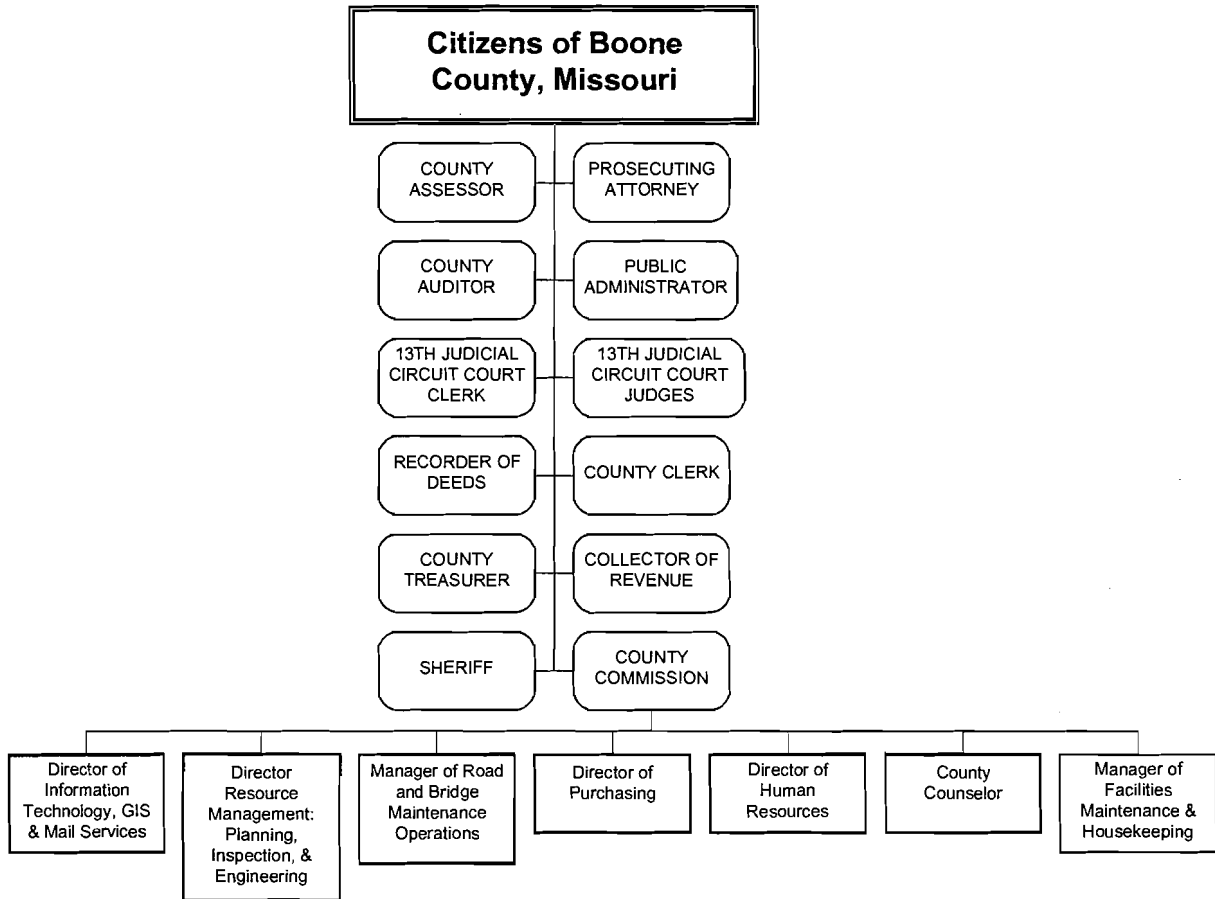 Citizens of Boone
County, Missouri
COUNTY
ASSESSOR
PROSECUTING
ATTORNEY
COUNTY
AUDITOR
PUBLIC
ADMINISTRATOR
13TH JUDICIAL
CIRCUIT COURT
CLERK
13TH JUDICIAL
CIRCUIT COURT
JUDGES
RECORDER OF
DEEDS
COUNTY CLERK
COUNTY
TREASURER
COLLECTOR OF
REVENUE
SHERIFF
COUNTY
COMMISSION
Director of
Information
Technology, GIS
& Mail Services
Director
Resource
Management:
Planning,
Inspection, &
Engineering
Manager of Road
and Bridge
Maintenance
Operations
Director of
Purchasing
Director of
Human
Resources
County
Counselor
Manager of
Facilities
Maintenance &
Housekeeping